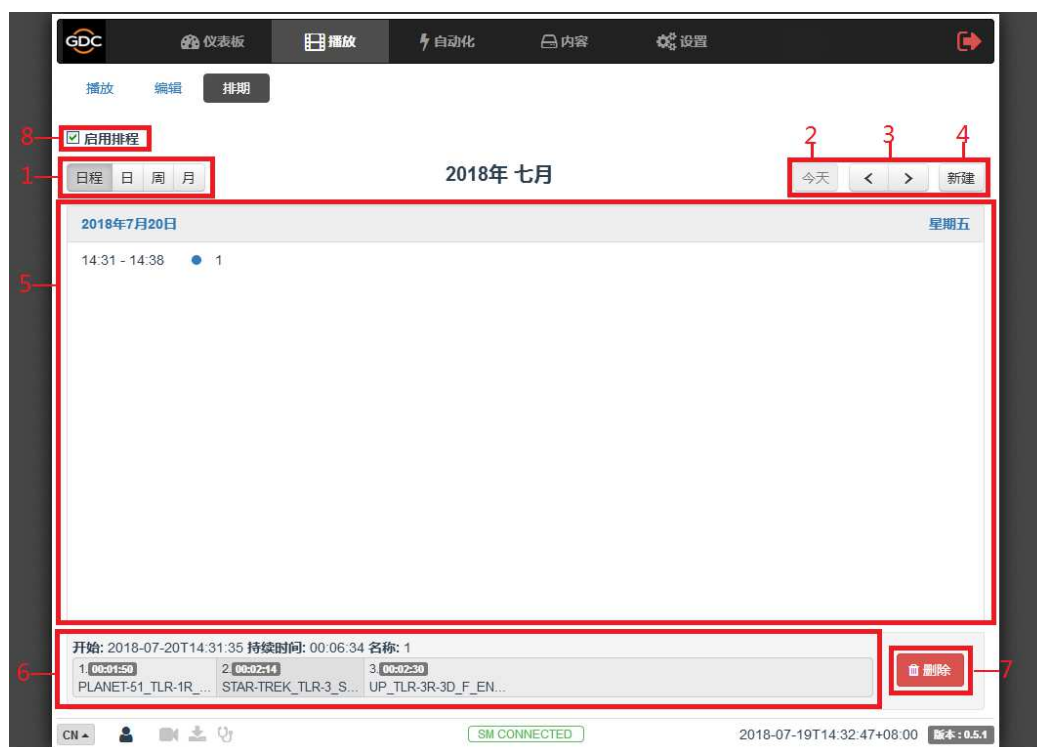 GDC 仪表板 播放 自动化 内容 设置
播放 编辑 排期
8 启用排程
2 3 4
1 日程 日 周 月 2018年 七月 今天 < > 新建
2018年7月20日 星期五
14:31 - 14:38 ● 1
5
开始: 2018-07-20T14:31:35 持续时间: 00:06:34 名称: 1
1. 00:01:50 2. 00:02:14 3. 00:02:30
6 PLANET-51_TLR-1R_... STAR-TREK_TLR-3_S... UP_TLR-3R-3D_F_EN... 删除 7
CN SM CONNECTED 2018-07-19T14:32:47+08:00 版本 : 0.5.1